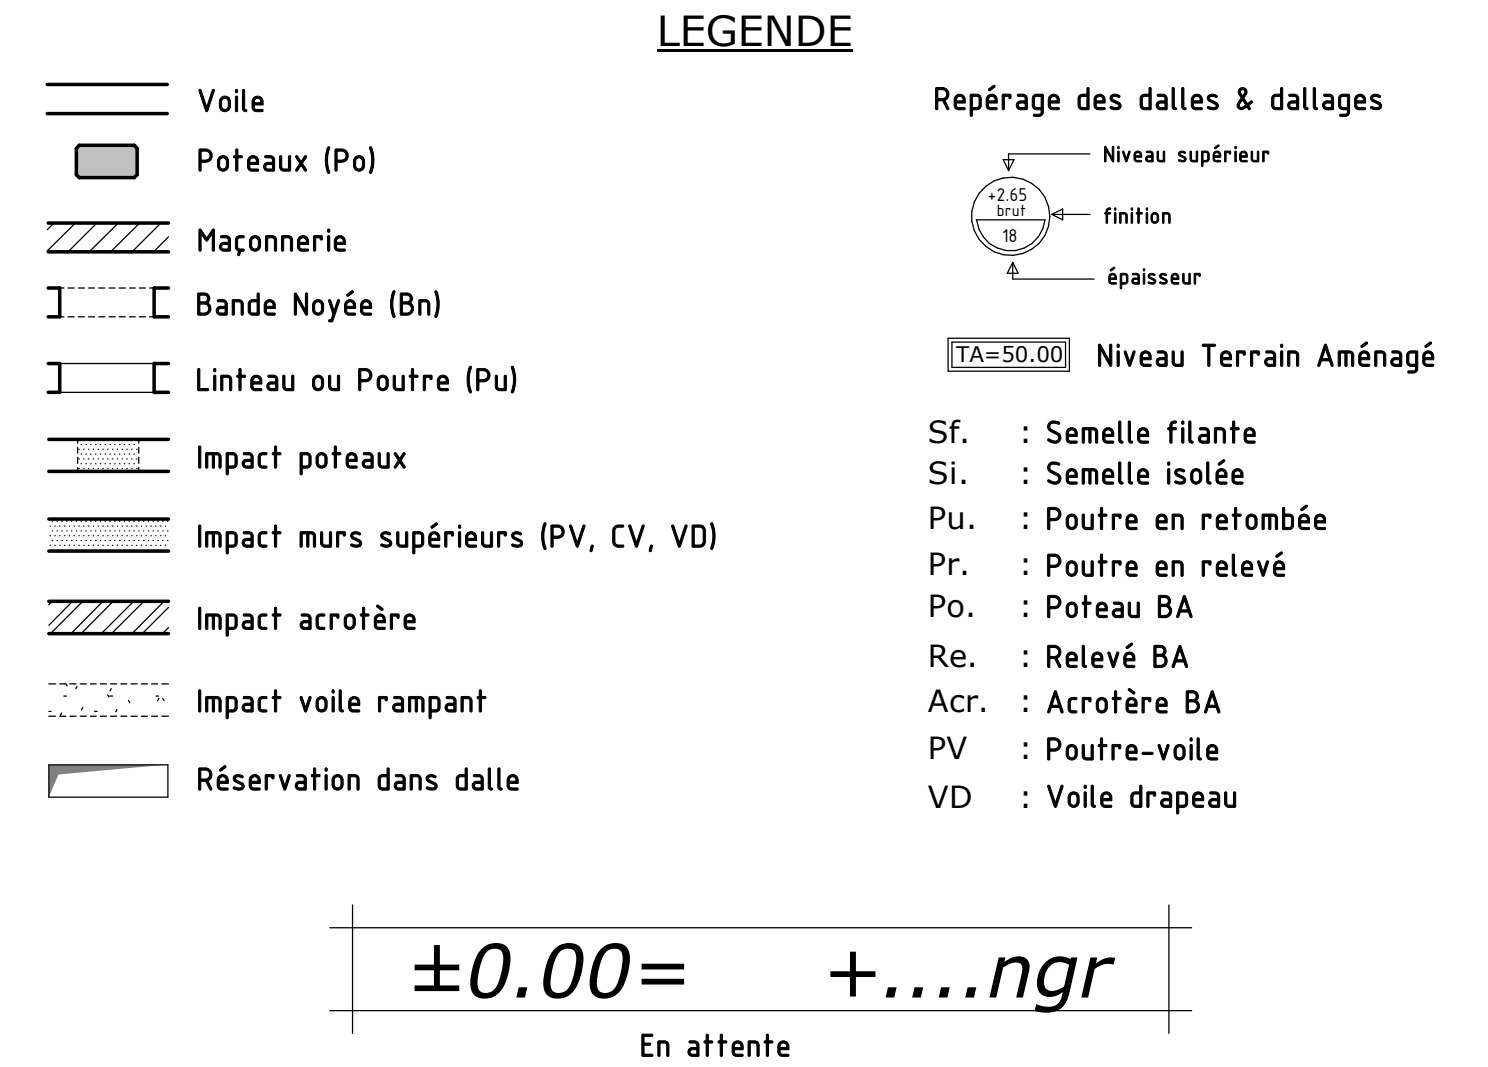 LEGENDE
Voile
Poteaux (Po)
Maçonnerie
Bande Noyée (Bn)
Linteau ou Poutre (Pu)
Impact poteaux
Impact murs supérieurs (PV, CV, VD)
Impact acrotère
Impact voile rampant
Réservation dans dalle
Repérage des dalles & dallages
Niveau supérieur
+2.65
brut
finition
18
épaisseur
TA=50.00 Niveau Terrain Aménagé
Sf. : Semelle filante
Si. : Semelle isolée
Pu. : Poutre en retombée
Pr. : Poutre en relevé
Po. : Poteau BA
Re. : Relevé BA
Acr. : Acrotère BA
PV : Poutre-voile
VD : Voile drapeau
±0.00= +....ngr
En attente